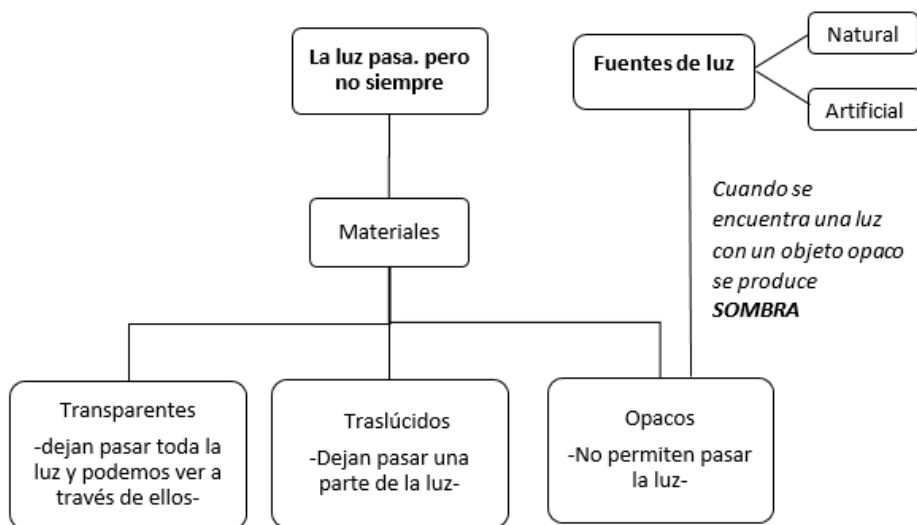 La luz pasa. pero
no siempre
Fuentes de luz
Natural
Artificial
Cuando se
encuentra una luz
con un objeto opaco
se produce
SOMBRA
Materiales
Transparentes
-dejan pasar toda la
luz y podemos ver a
través de ellos-
Traslúcidos
-Dejan pasar una
parte de la luz-
Opacos
-No permiten pasar
la luz-